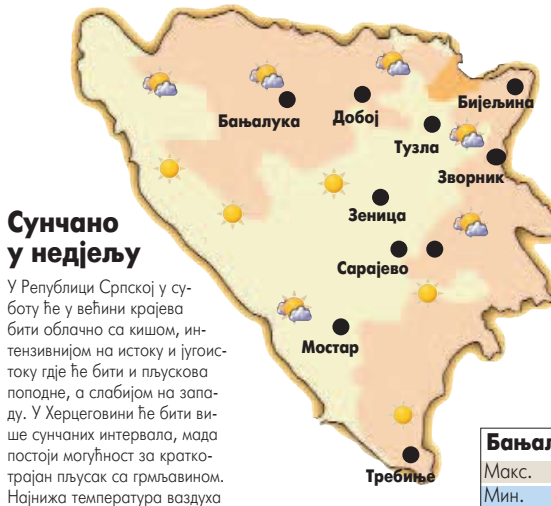 Бањалука
Добој
Бијељина
Тузла
Зворник
Зеница
Сарајево
Мостар
Требиње
Сунчано
у недјељу
У Републици Српској у су-
боту ће у већини крајева
бити облачно са кишом, ин-
тензивнијом на истоку и југоис-
току гдје ће бити и пљускова
поподне, а слабијом на запа-
ду. У Херцеговини ће бити ви-
ше сунчаних интервала, мада
постоји могућност за кратко-
трајан пљусак са грмљавином.
Најнижа температура ваздуха
Бањал
Макс.
Мин.